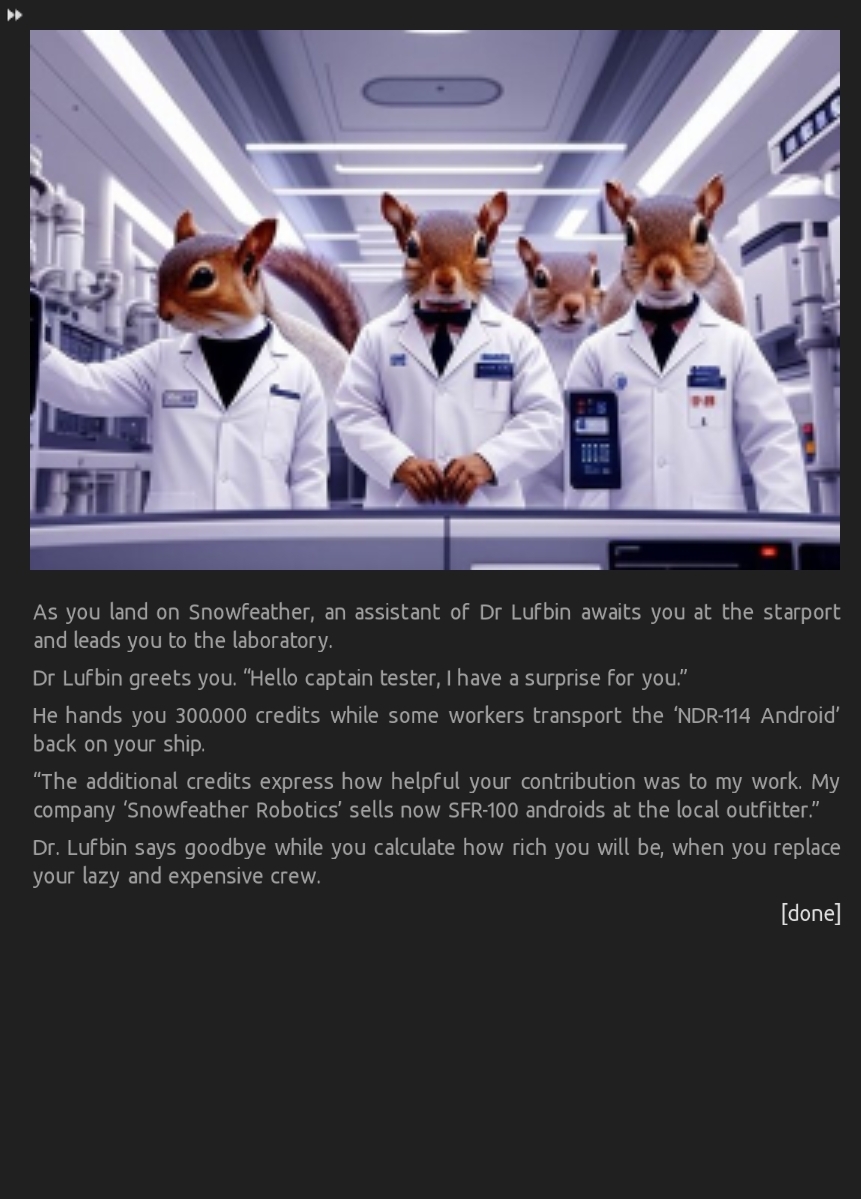 As you land on Snowfeather, an assistant of Dr Lufbin awaits you at the starport
and leads you to the laboratory.
Dr Lufbin greets you. “Hello captain tester, I have a surprise for you.”
He hands you 300.000 credits while some workers transport the ‘NDR-114 Android’
back on your ship.
“The additional credits express how helpful your contribution was to my work. My
company ‘Snowfeather Robotics’ sells now SFR-100 androids at the local outfitter.”
Dr. Lufbin says goodbye while you calculate how rich you will be, when you replace
your lazy and expensive crew.
[done]